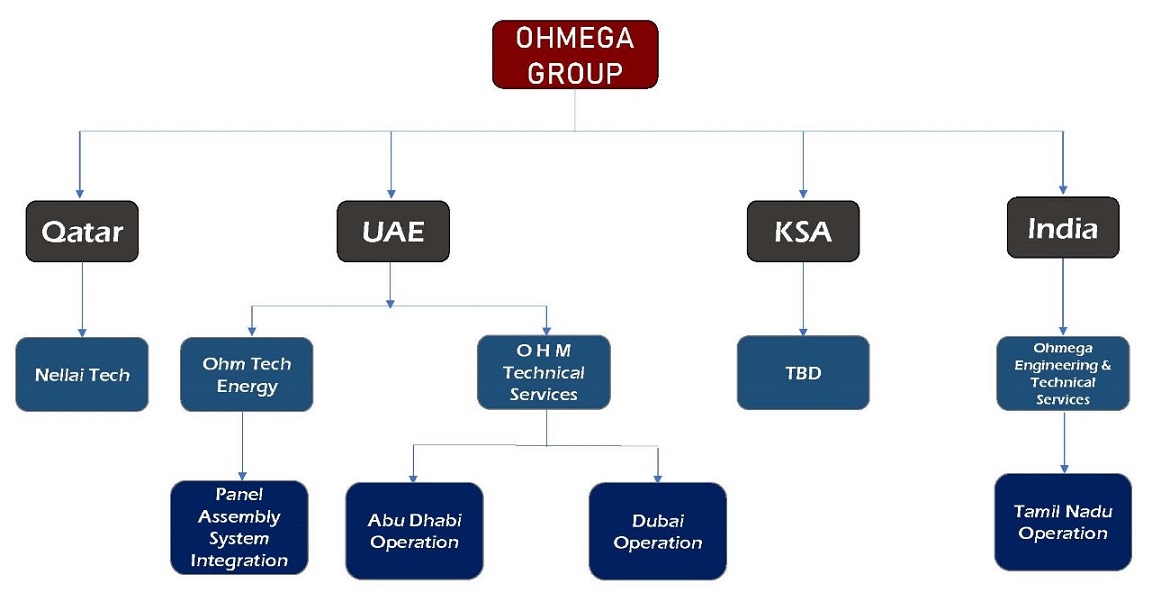 OHMEGA
GROUP
Qatar
UAE
KSA
India
Nellai Tech
Ohm Tech
Energy
O H M
Technical
Services
TBD
Ohmega
Engineering &
Technical
Services
Panel
Assembly
System
Integration
Abu Dhabi
Operation
Dubai
Operation
Tamil Nadu
Operation